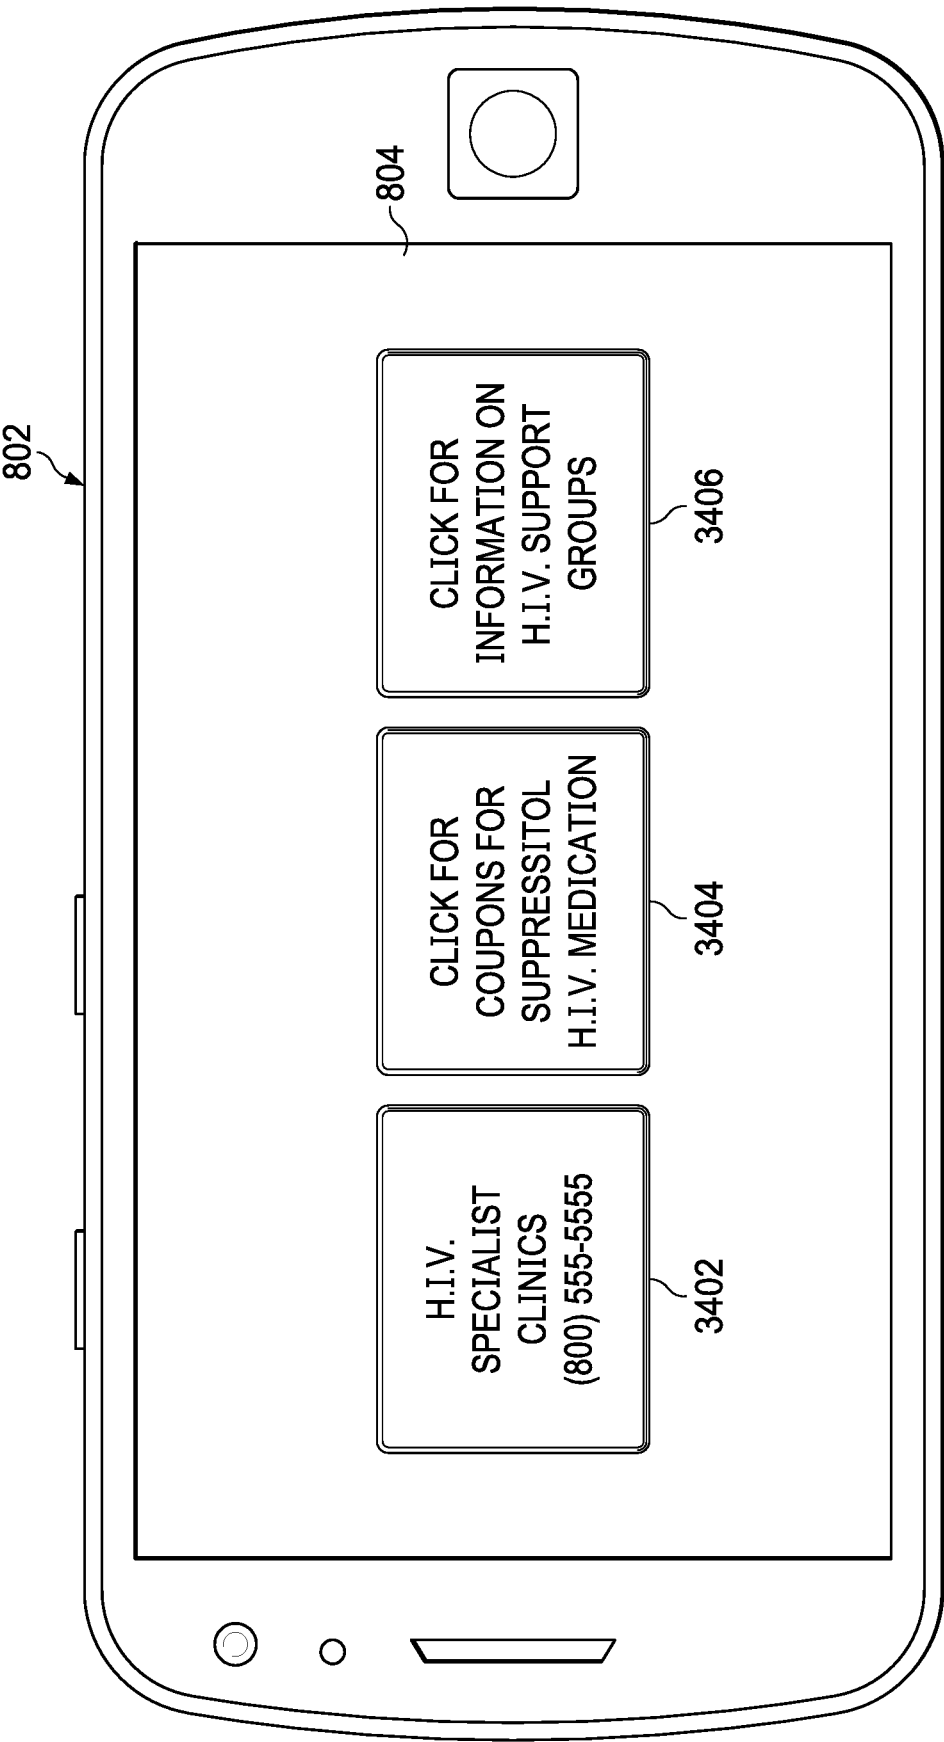 802
804
H.I.V.
SPECIALIST
CLINICS
(800) 555-5555
3402
CLICK FOR
COUPONS FOR
SUPPRESSITOL
H.I.V. MEDICATION
3404
CLICK FOR
INFORMATION ON
H.I.V. SUPPORT
GROUPS
3406